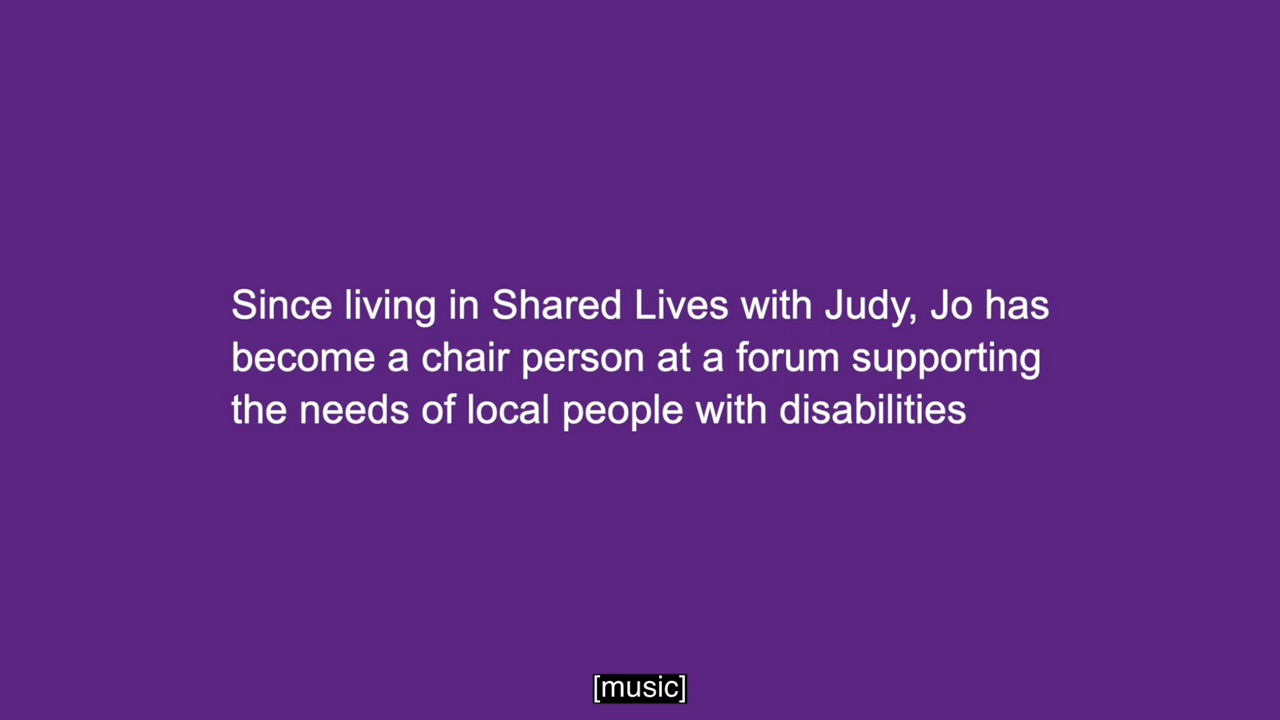 Since living in Shared Lives with Judy, Jo has
become a chair person at a forum supporting
the needs of local people with disabilities
[music]